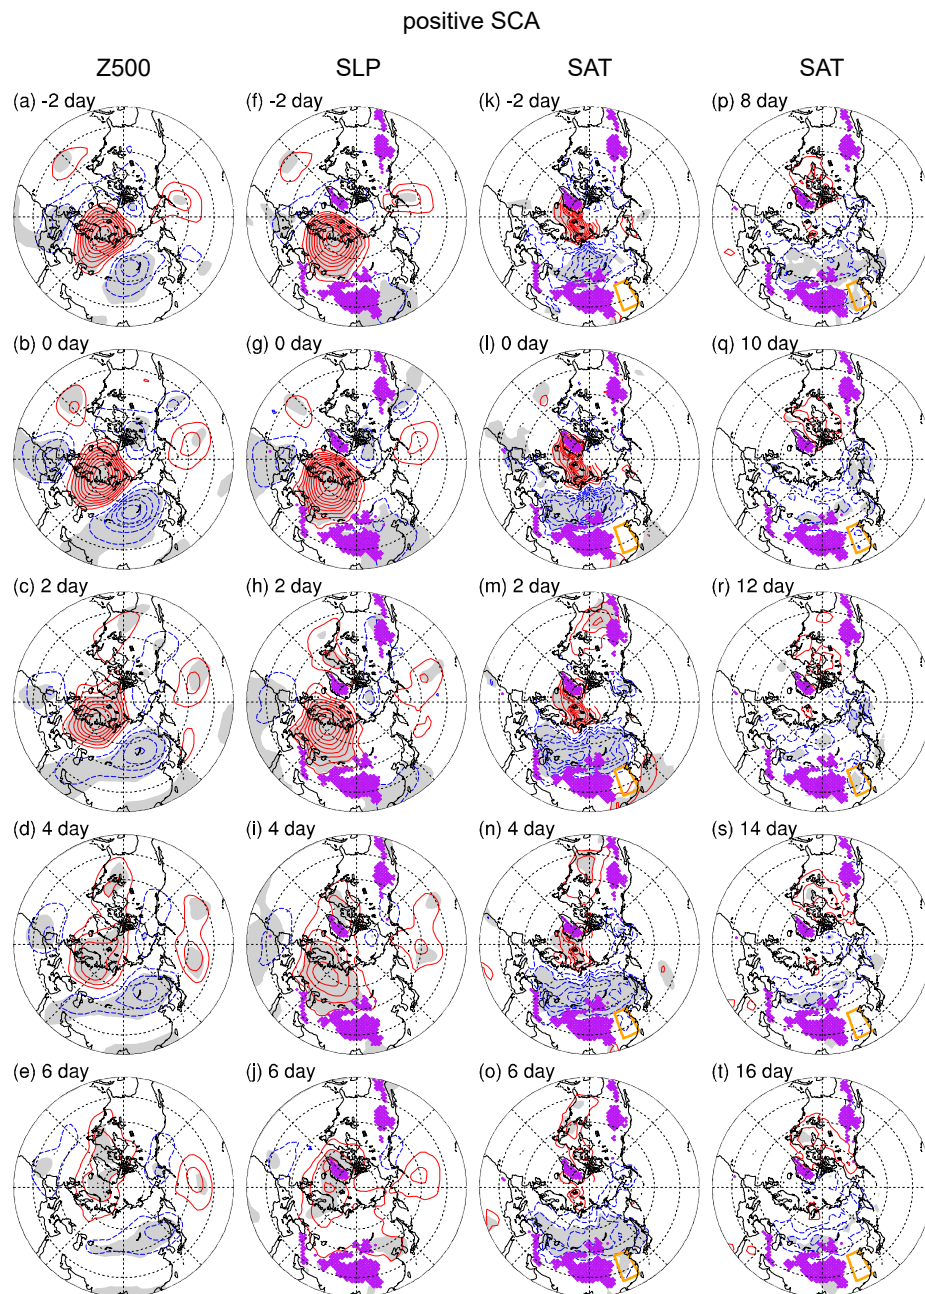 positive SCA
Z500 SLP SAT SAT
(a) -2 day (f) -2 day (k) -2 day (p) 8 day
(b) 0 day (g) 0 day (l) 0 day (q) 10 day
(c) 2 day (h) 2 day (m) 2 day (r) 12 day
(d) 4 day (i) 4 day (n) 4 day (s) 14 day
(e) 6 day (j) 6 day (o) 6 day (t) 16 day